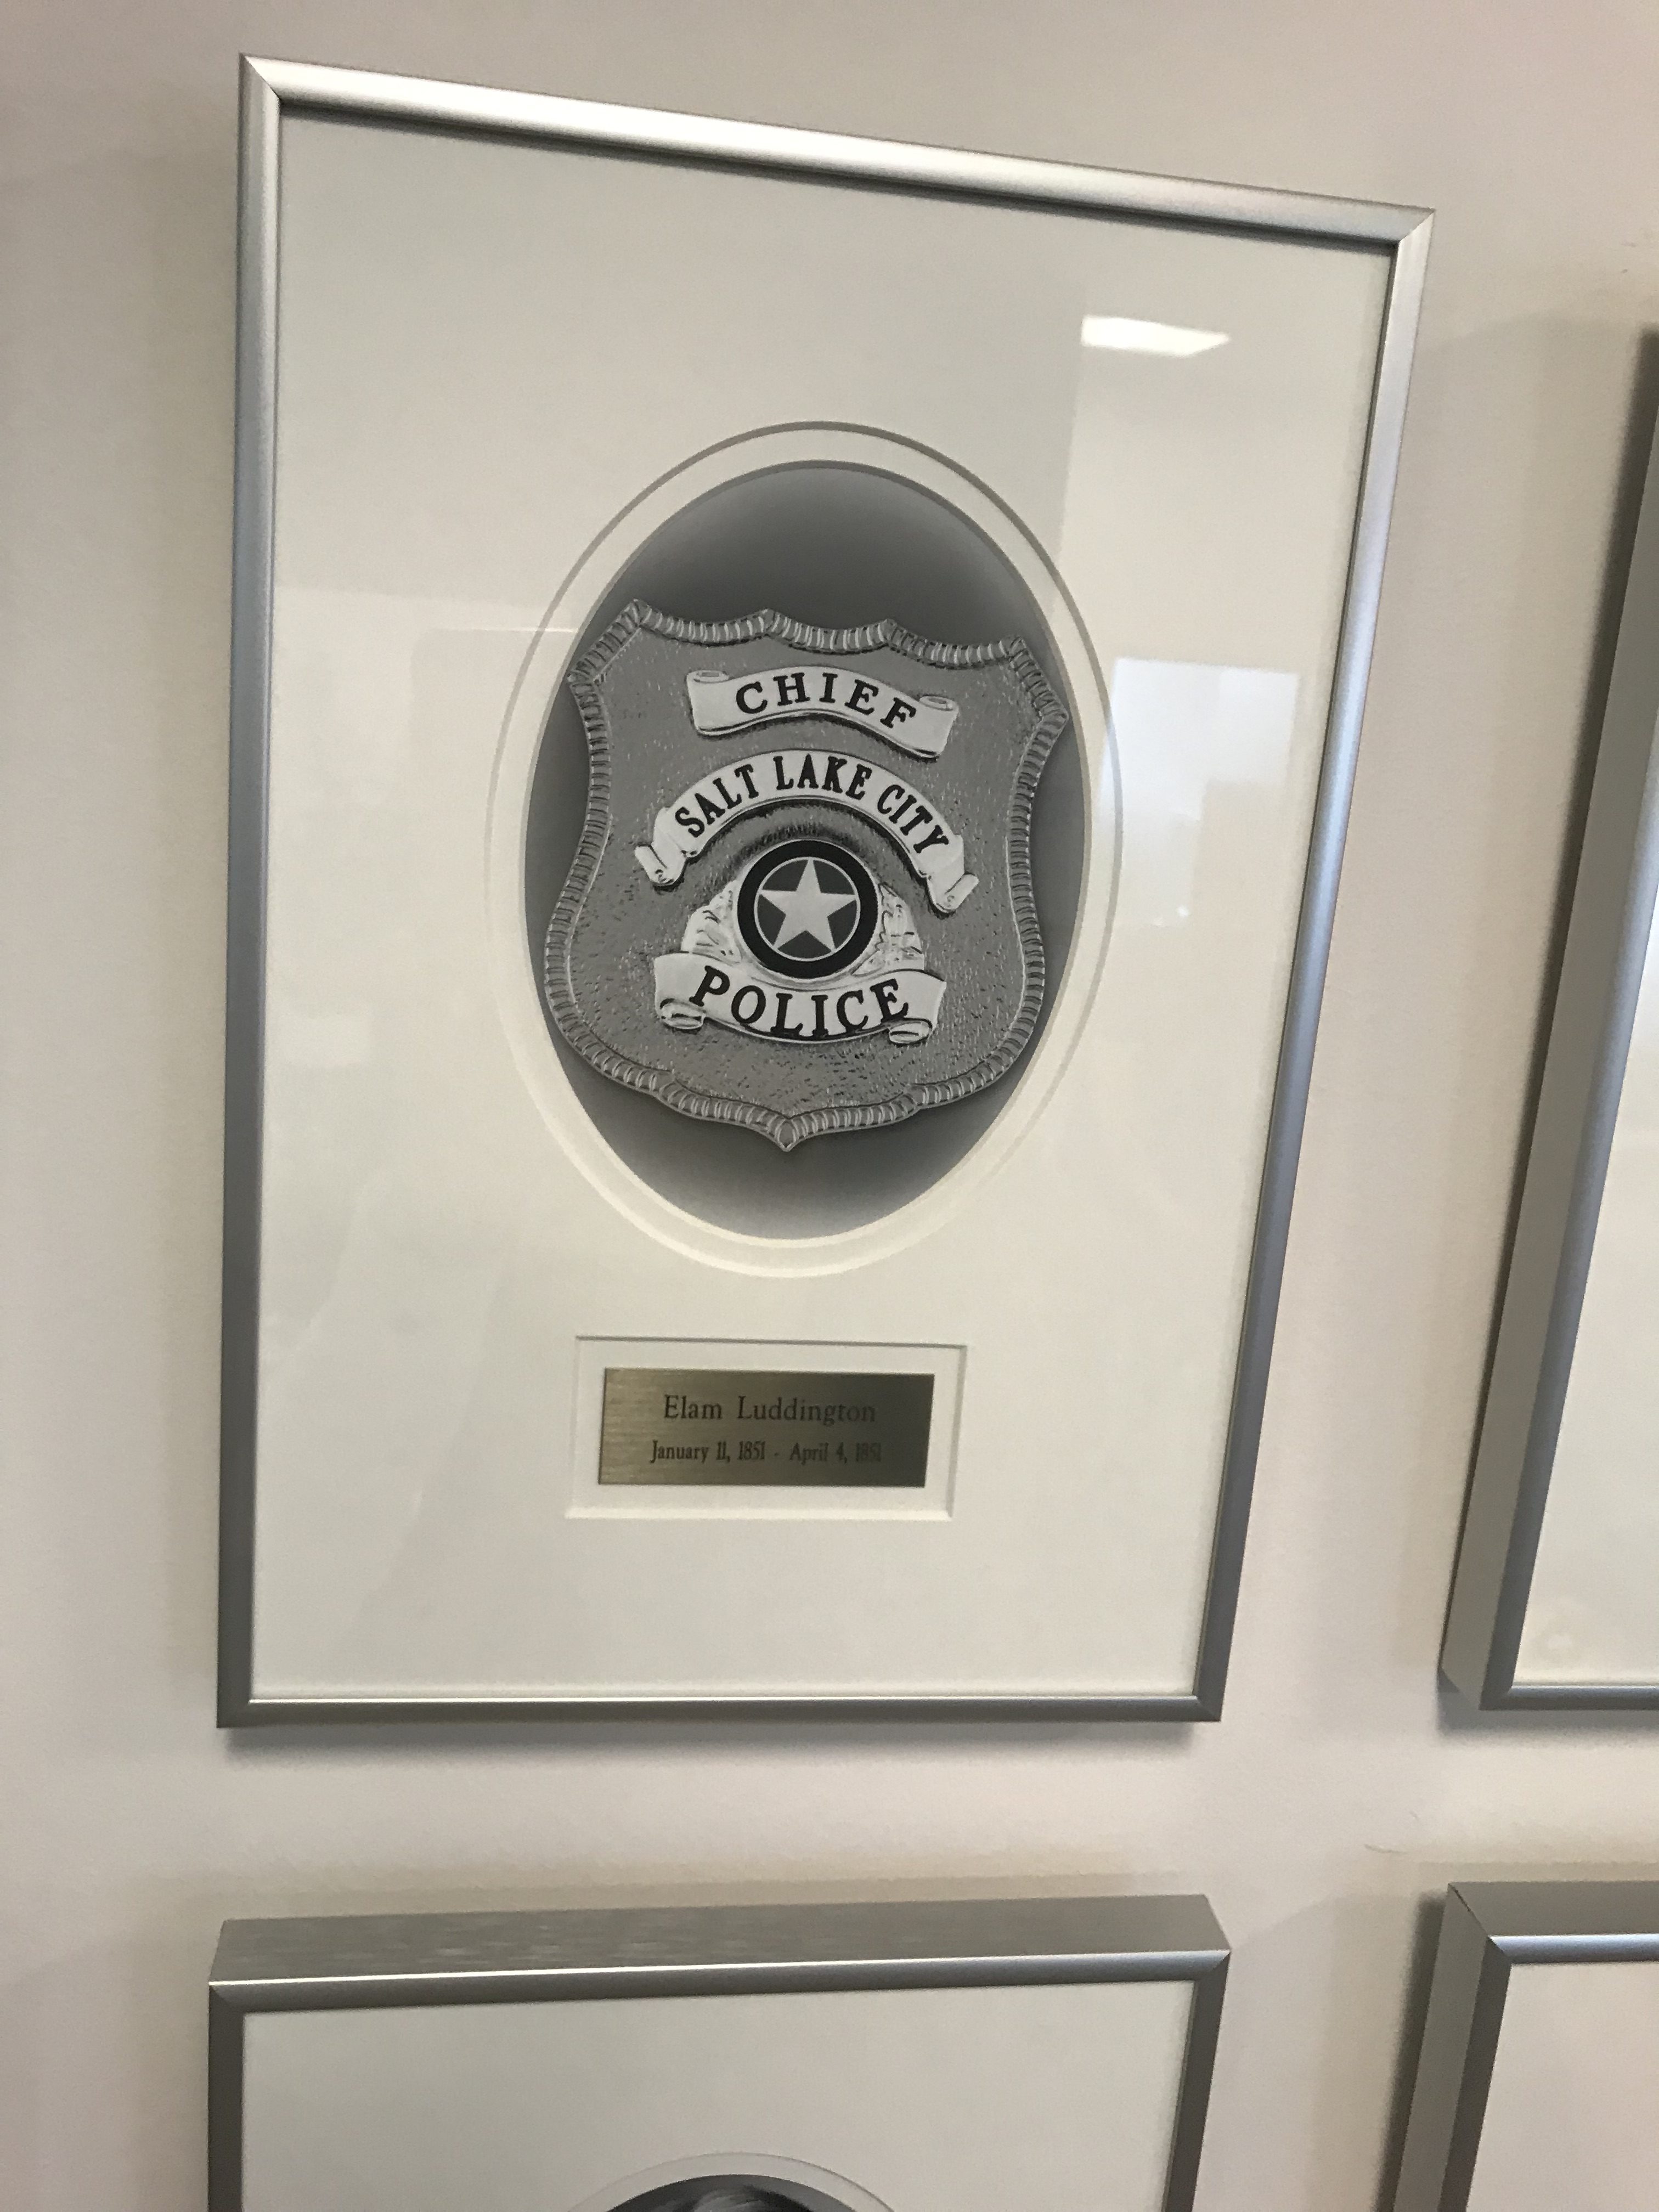 CHIEF
SALT LAKE CITY
POLICE
Elam Luddington
January 11, 1851 - April 4, 1851